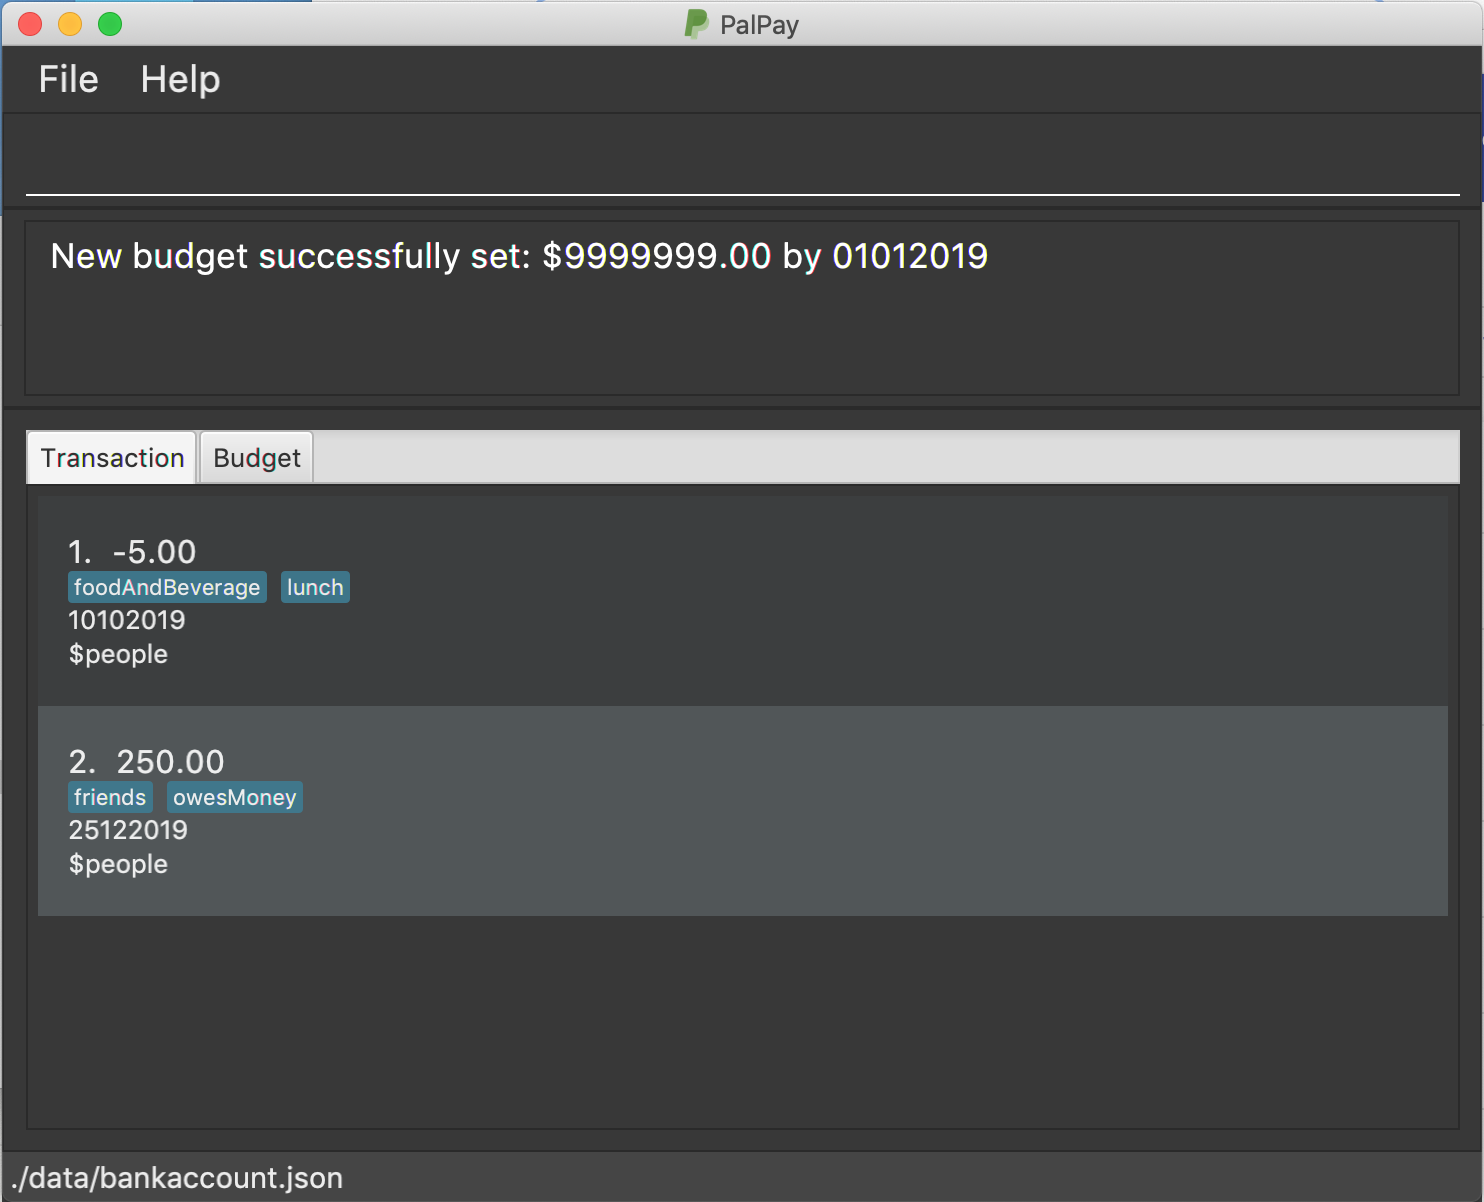 PalPay
File Help
New budget successfully set: $9999999.00 by 01012019
Transaction Budget
1. -5.00
foodAndBeverage lunch
10102019
$people
2. 250.00
friends owesMoney
25122019
$people
./data/bankaccount.json